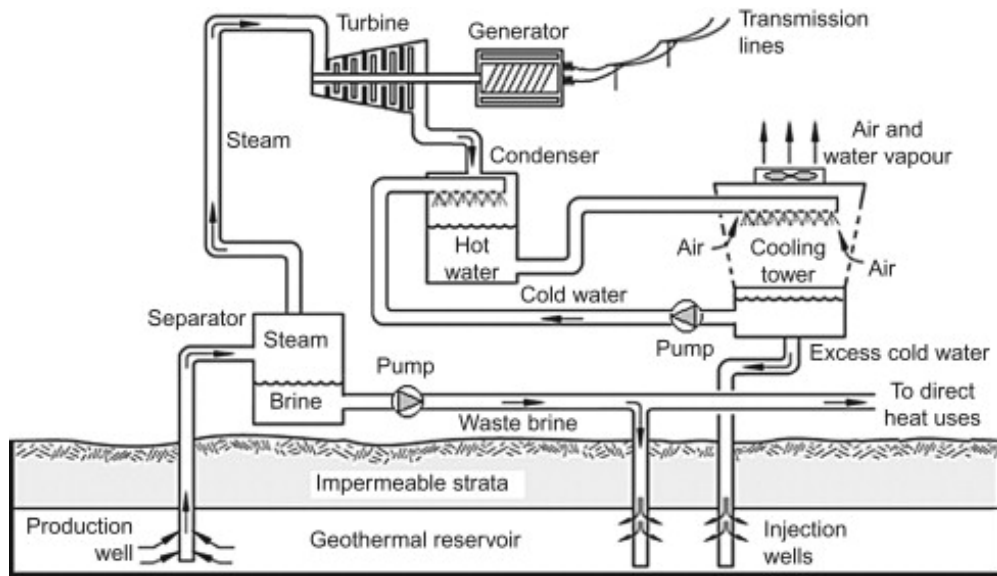 Turbine
Generator
Transmission
lines
Steam
Condenser
Air and
water vapour
Hot
water
Air
Cooling
tower
Air
Cold water
Separator
Steam
Pump
Pump
Excess cold water
Brine
Waste brine
To direct
heat uses
Impermeable strata
Production
well
Geothermal reservoir
Injection
wells